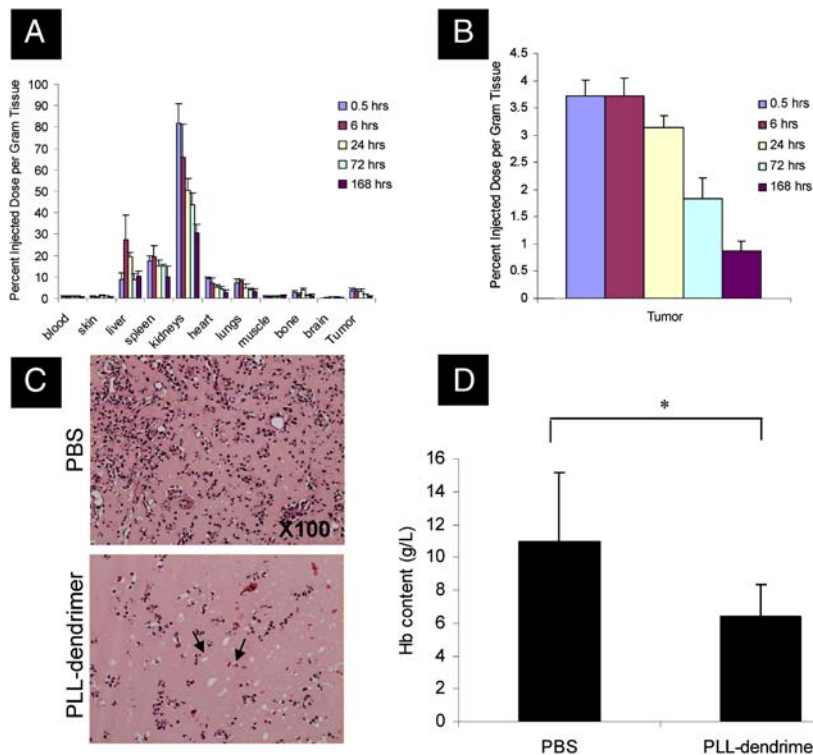 A
Percent Injected Dose per Gram Tissue
100
90
80
70
60
50
40
30
20
10
0
blood
skin
liver
spleen
kidneys
heart
lungs
muscle
bone
brain
Tumor
0.5 hrs
6 hrs
24 hrs
72 hrs
168 hrs
B
Percent Injected Dose per Gram Tissue
4.5
4
3.5
3
2.5
2
1.5
1
0.5
0
Tumor
0.5 hrs
6 hrs
24 hrs
72 hrs
168 hrs
C
PBS
X100
PLL-dendrimer
D
*
Hb content (g/L)
16
14
12
10
8
6
4
2
0
PBS
PLL-dendrime